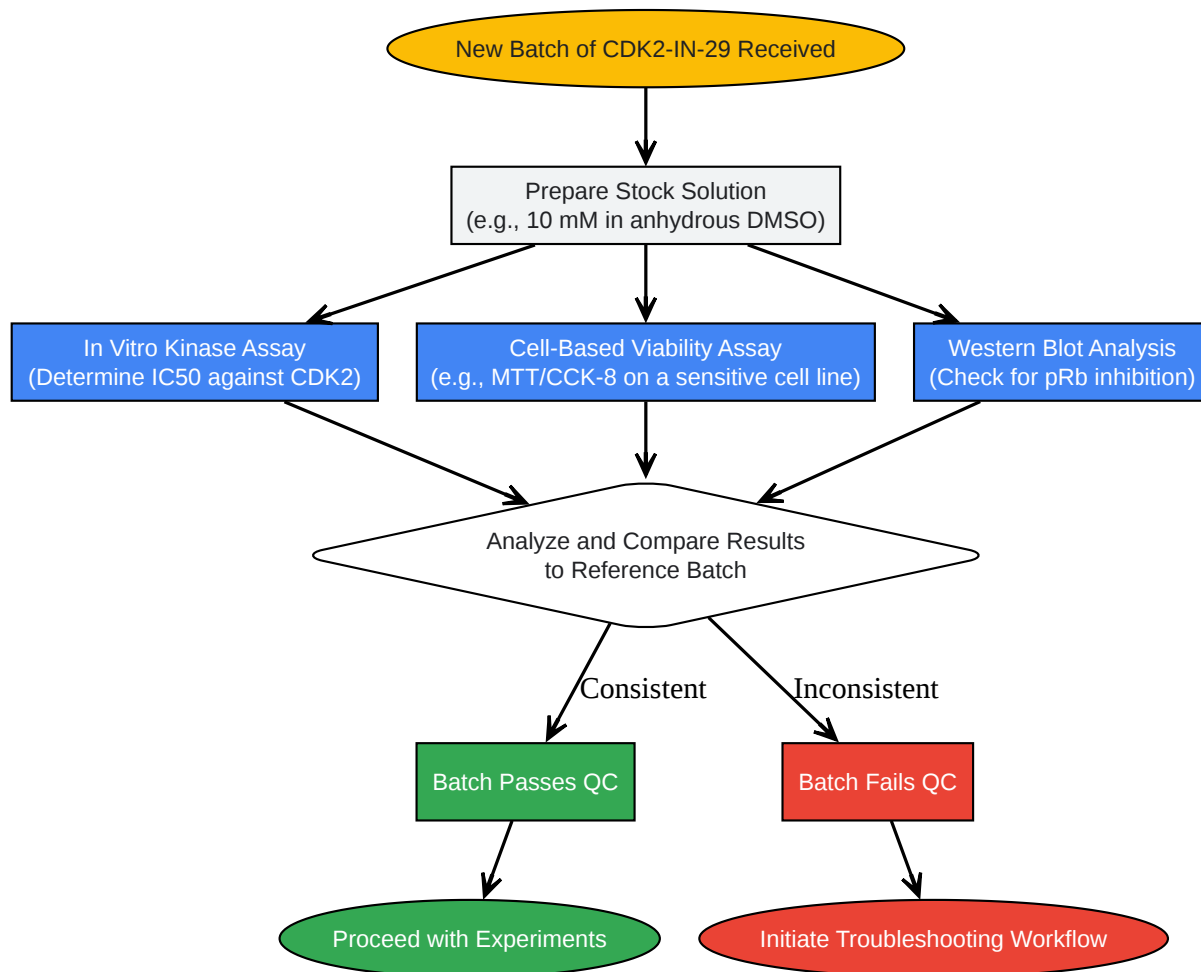 New Batch of CDK2-IN-29 Received
Prepare Stock Solution
(e.g., 10 mM in anhydrous DMSO)
In Vitro Kinase Assay
(Determine IC50 against CDK2)
Cell-Based Viability Assay
(e.g., MTT/CCK-8 on a sensitive cell line)
Western Blot Analysis
(Check for pRb inhibition)
Analyze and Compare Results
to Reference Batch
Consistent
Inconsistent
Batch Passes QC
Batch Fails QC
Proceed with Experiments
Initiate Troubleshooting Workflow